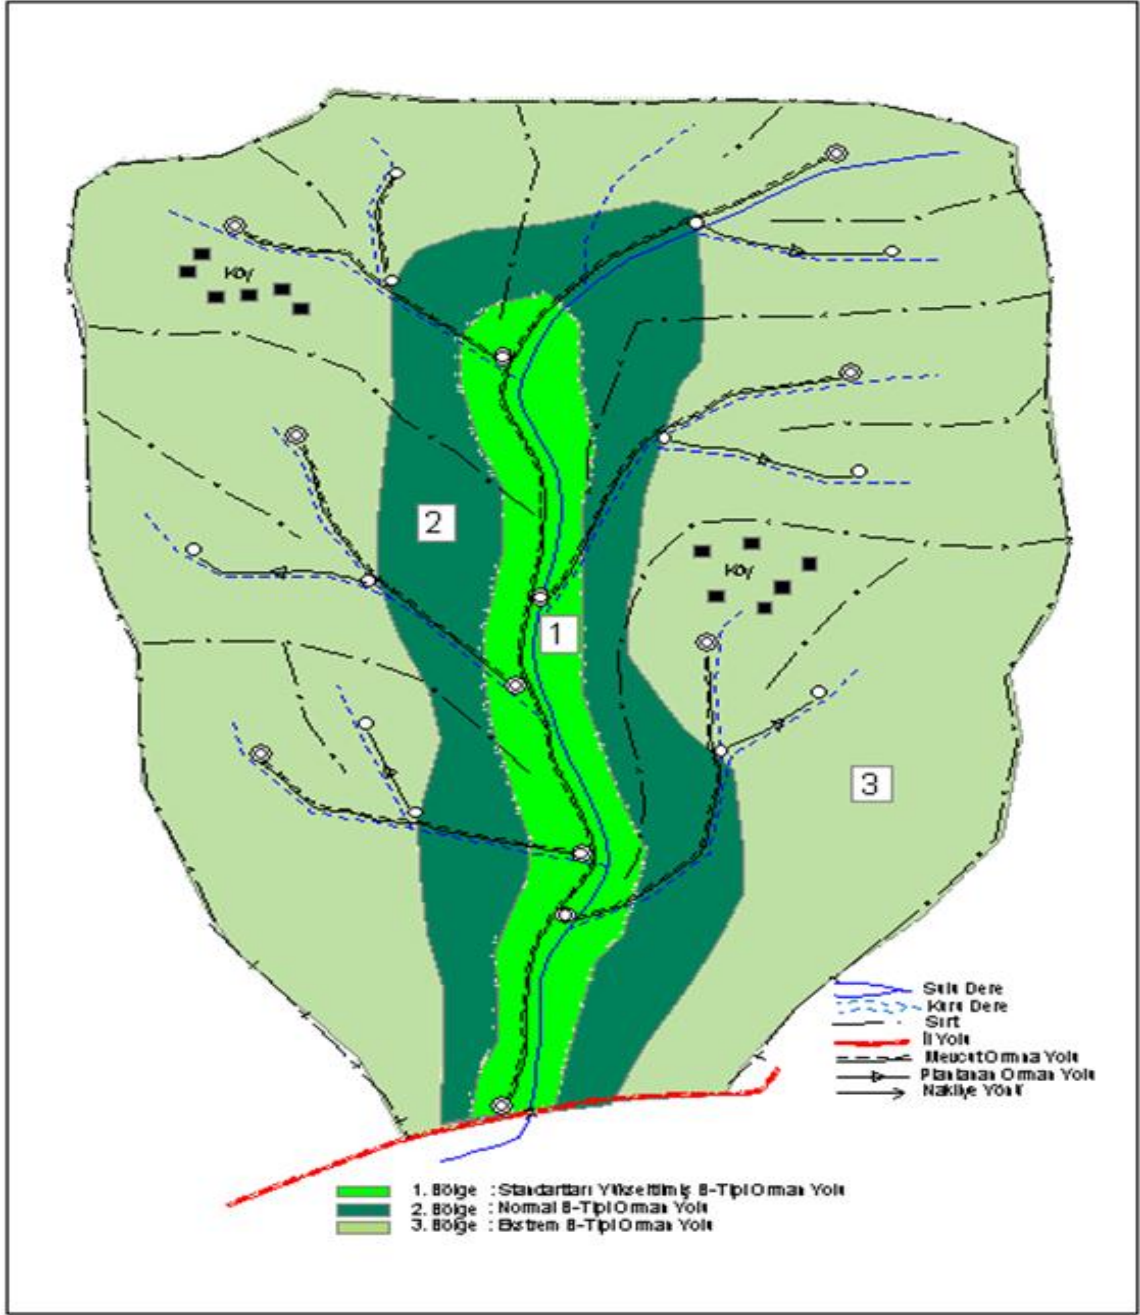 Köy
2
Köy
1
3
Sulu Dere
Kuru Dere
Sırt
İl Yolu
Mevcut Orman Yolu
Planlanan Orman Yolu
Nakliye Yönü
1. Bölge : Standartları Yükseltilmiş B-Tipi Orman Yolu
2. Bölge : Normal B-Tipi Orman Yolu
3. Bölge : Ekstrem B-Tipi Orman Yolu